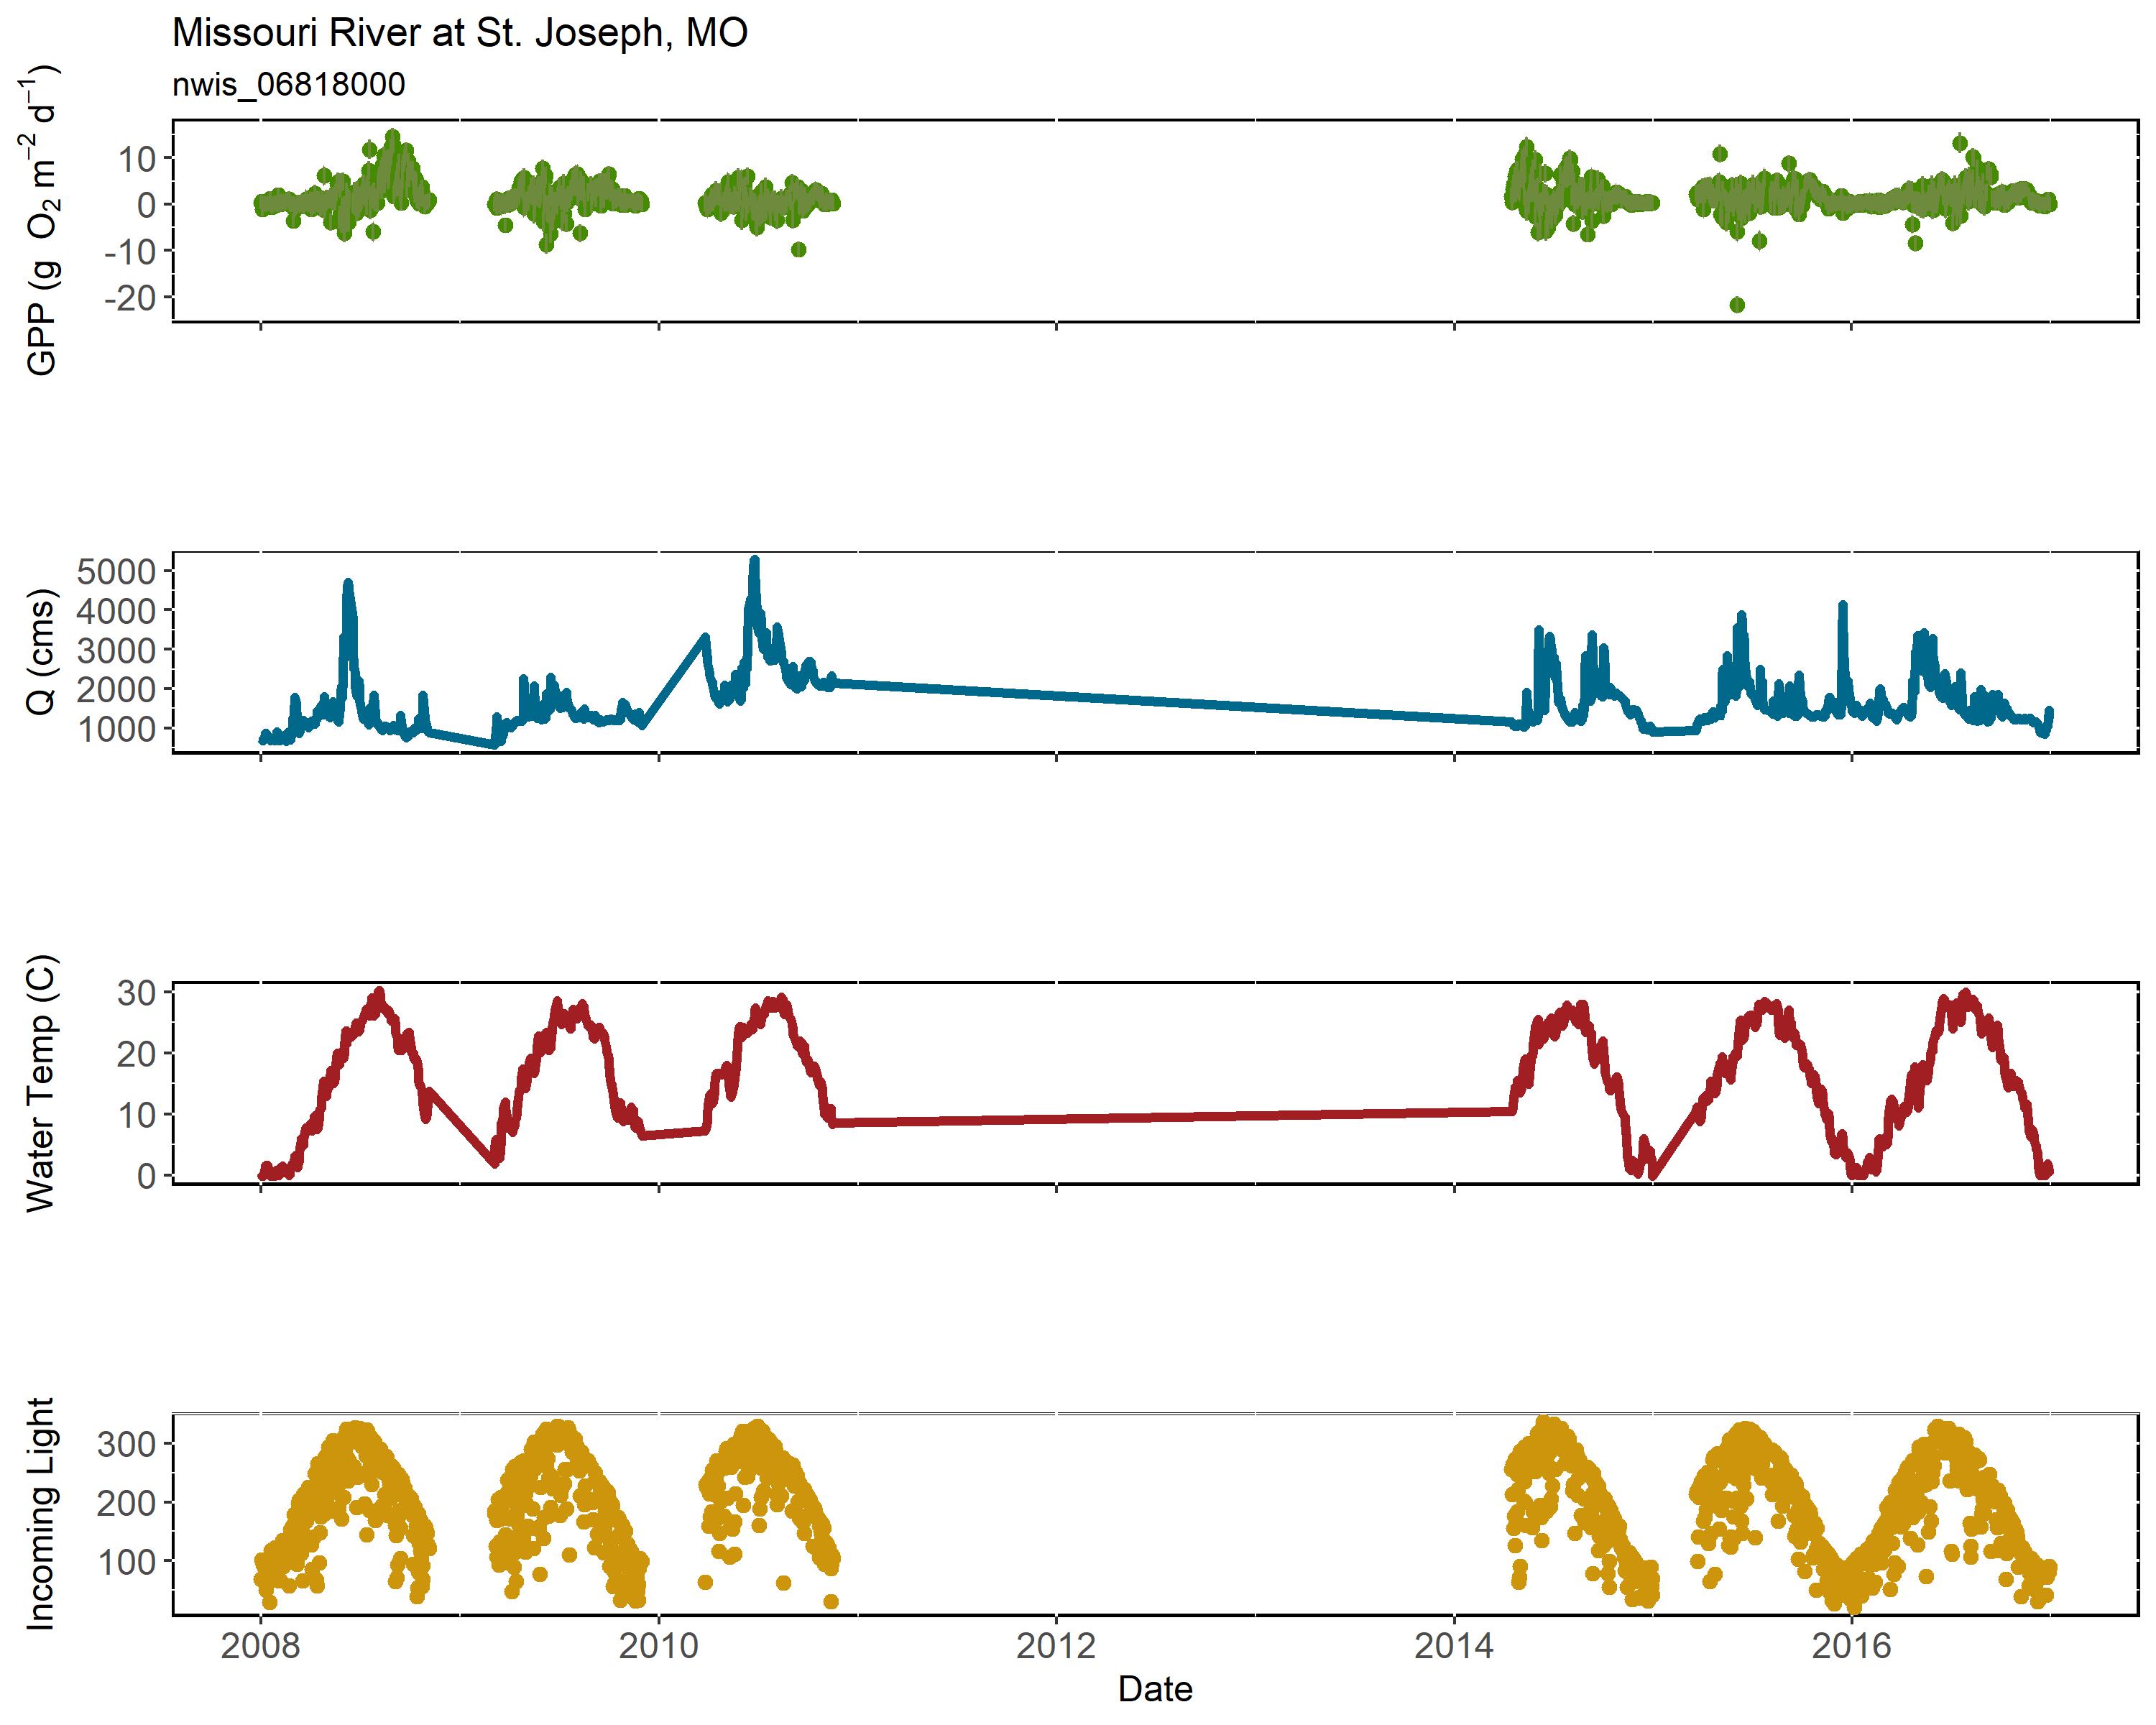 Missouri River at St. Joseph, MO
nwis_06818000
GPP (g O₂ m⁻² d⁻¹)
10
0
-10
-20
Q (cms)
5000
4000
3000
2000
1000
Water Temp (C)
30
20
10
0
Incoming Light
300
200
100
2008 2010 2012 2014 2016
Date